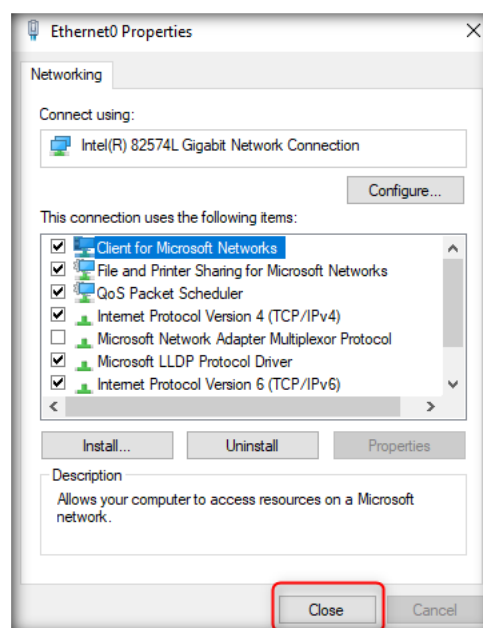 Ethernet0 Properties
Networking
Connect using:
Intel(R) 82574L Gigabit Network Connection
Configure...
This connection uses the following items:
Client for Microsoft Networks
File and Printer Sharing for Microsoft Networks
QoS Packet Scheduler
Internet Protocol Version 4 (TCP/IPv4)
Microsoft Network Adapter Multiplexor Protocol
Microsoft LLDP Protocol Driver
Internet Protocol Version 6 (TCP/IPv6)
Install... Uninstall Properties
Description
Allows your computer to access resources on a Microsoft
network.
Close Cancel